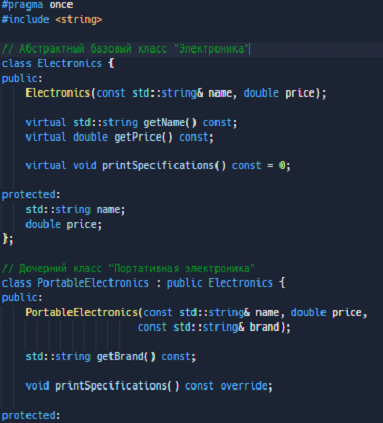 #pragma once
#include <string>
// Абстрактный базовый класс "Электроника"
class Electronics {
public:
    Electromics(const std::string& name, double price);
    virtual std::string getName() const;
    virtual double getPrice() const;
    virtual void printSpecifications() const = 0;
protected:
    std::string name;
    double price;
};
// Дочерний класс "Портативная электроника"
class PortableElectronics : public Electronics {
public:
    PortableElectronics(const std::string& name, double price,
                        const std::string& brand);
    std::string getBrand() const;
    void printSpecifications() const override;
protected: